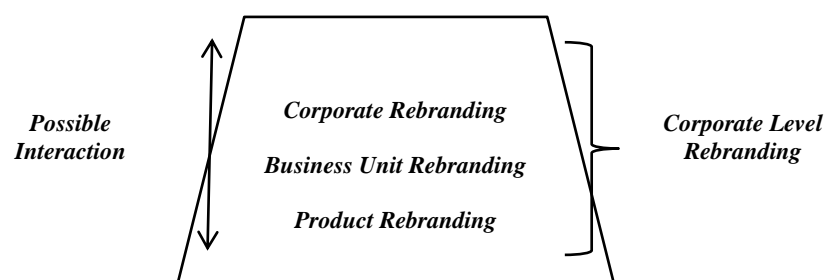 Corporate Rebranding
Possible
Interaction
Corporate Level
Rebranding
Business Unit Rebranding
Product Rebranding